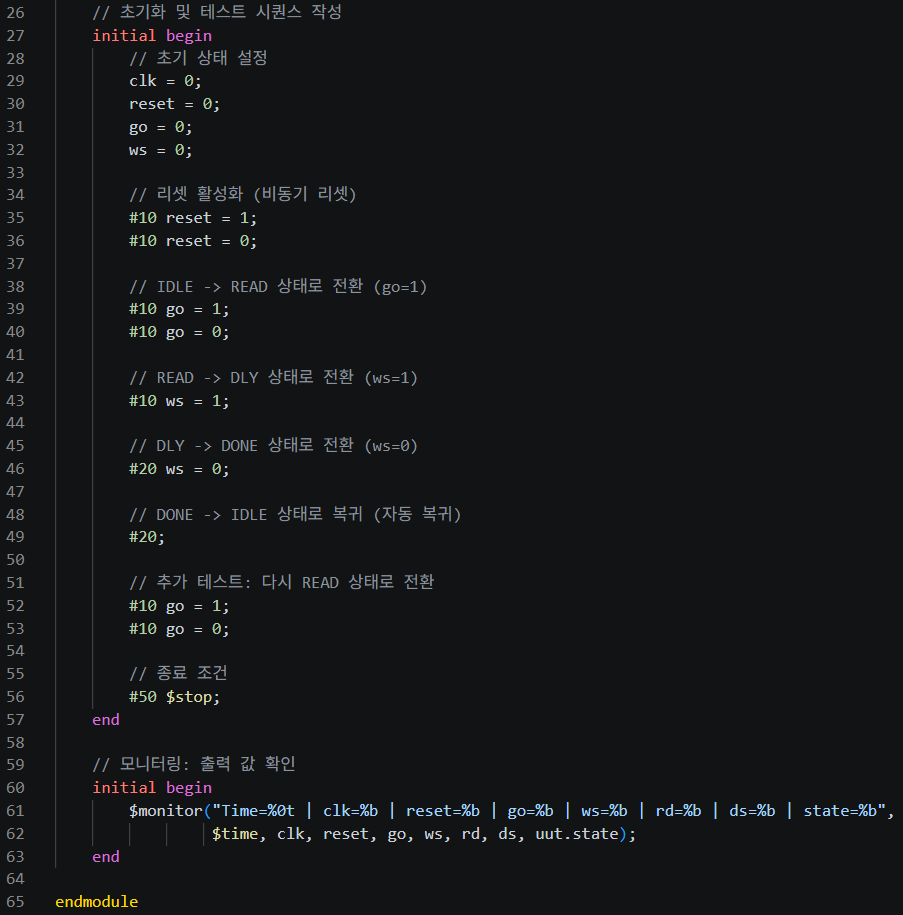 26 // 초기화 및 테스트 시퀀스 작성
27 initial begin
28 // 초기 상태 설정
29 clk = 0;
30 reset = 0;
31 go = 0;
32 ws = 0;
33
34 // 리셋 활성화 (비동기 리셋)
35 #10 reset = 1;
36 #10 reset = 0;
37
38 // IDLE -> READ 상태로 전환 (go=1)
39 #10 go = 1;
40 #10 go = 0;
41
42 // READ -> DLY 상태로 전환 (ws=1)
43 #10 ws = 1;
44
45 // DLY -> DONE 상태로 전환 (ws=0)
46 #20 ws = 0;
47
48 // DONE -> IDLE 상태로 복귀 (자동 복귀)
49 #20;
50
51 // 추가 테스트: 다시 READ 상태로 전환
52 #10 go = 1;
53 #10 go = 0;
54
55 // 종료 조건
56 #50 $stop;
57 end
58
59 // 모니터링: 출력 값 확인
60 initial begin
61 $monitor("Time=%0t | clk=%b | reset=%b | go=%b | ws=%b | rd=%b | ds=%b | state=%b",
62 $time, clk, reset, go, ws, rd, ds, uut.state);
63 end
64
65 endmodule